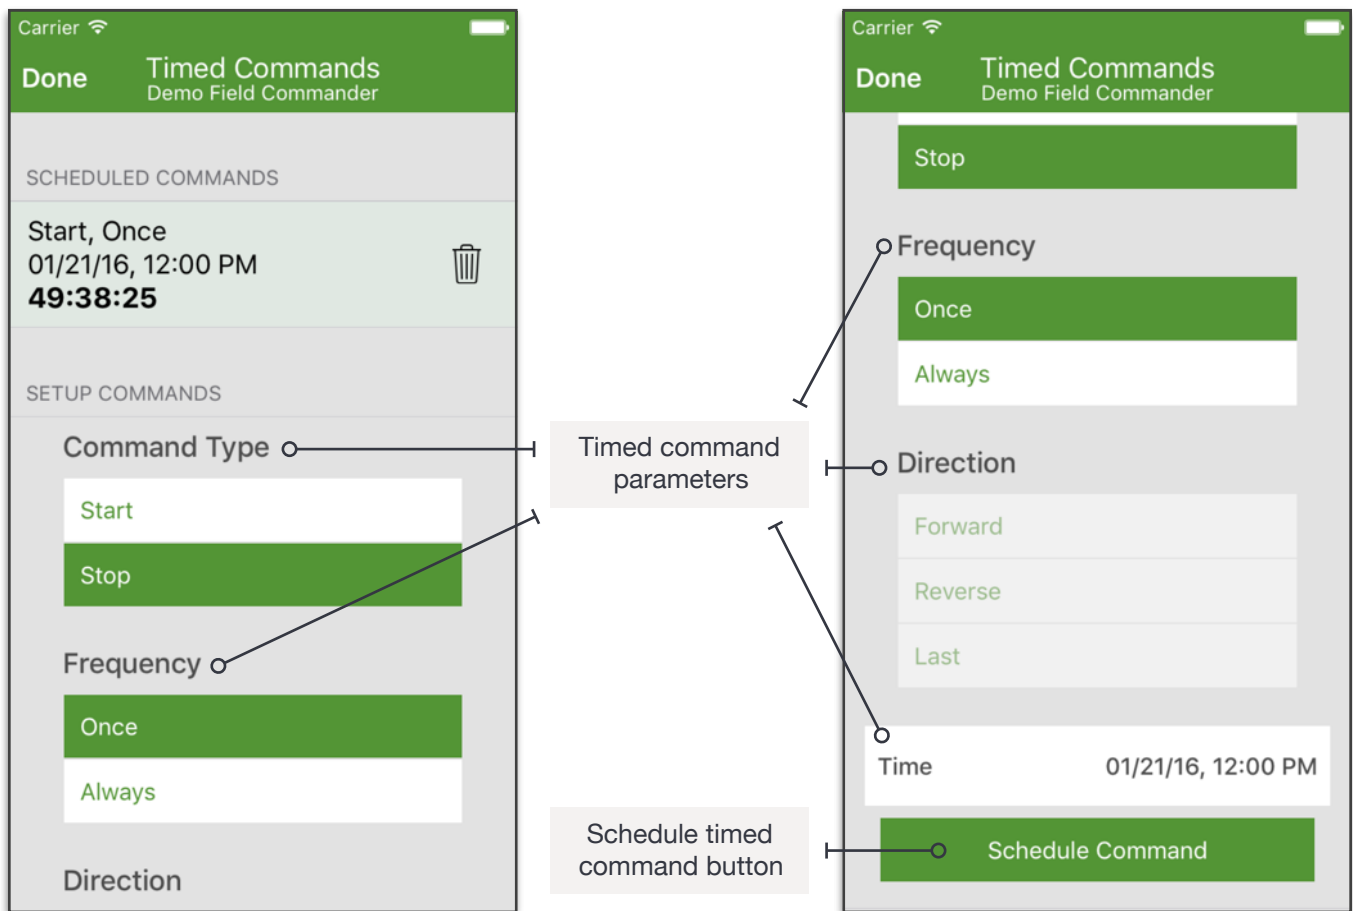 Carrier
Done
Timed Commands
Demo Field Commander
SCHEDULED COMMANDS
Start, Once
01/21/16, 12:00 PM
49:38:25
SETUP COMMANDS
Command Type
Start
Stop
Frequency
Once
Always
Direction
Timed command
parameters
Schedule timed
command button
Carrier
Done
Timed Commands
Demo Field Commander
Stop
Frequency
Once
Always
Direction
Forward
Reverse
Last
Time 01/21/16, 12:00 PM
Schedule Command